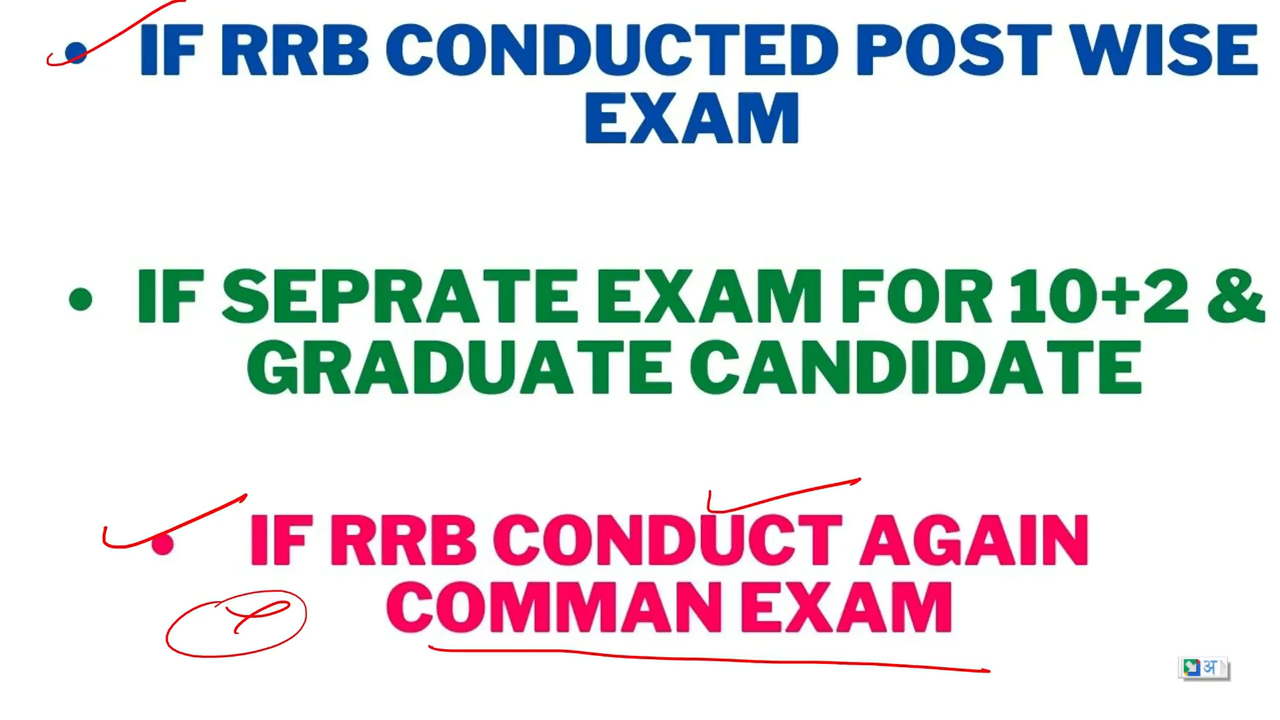 • IF RRB CONDUCTED POST WISE
EXAM
• IF SEPRATE EXAM FOR 10+2 &
GRADUATE CANDIDATE
• IF RRB CONDUCT AGAIN
COMMAN EXAM
अ